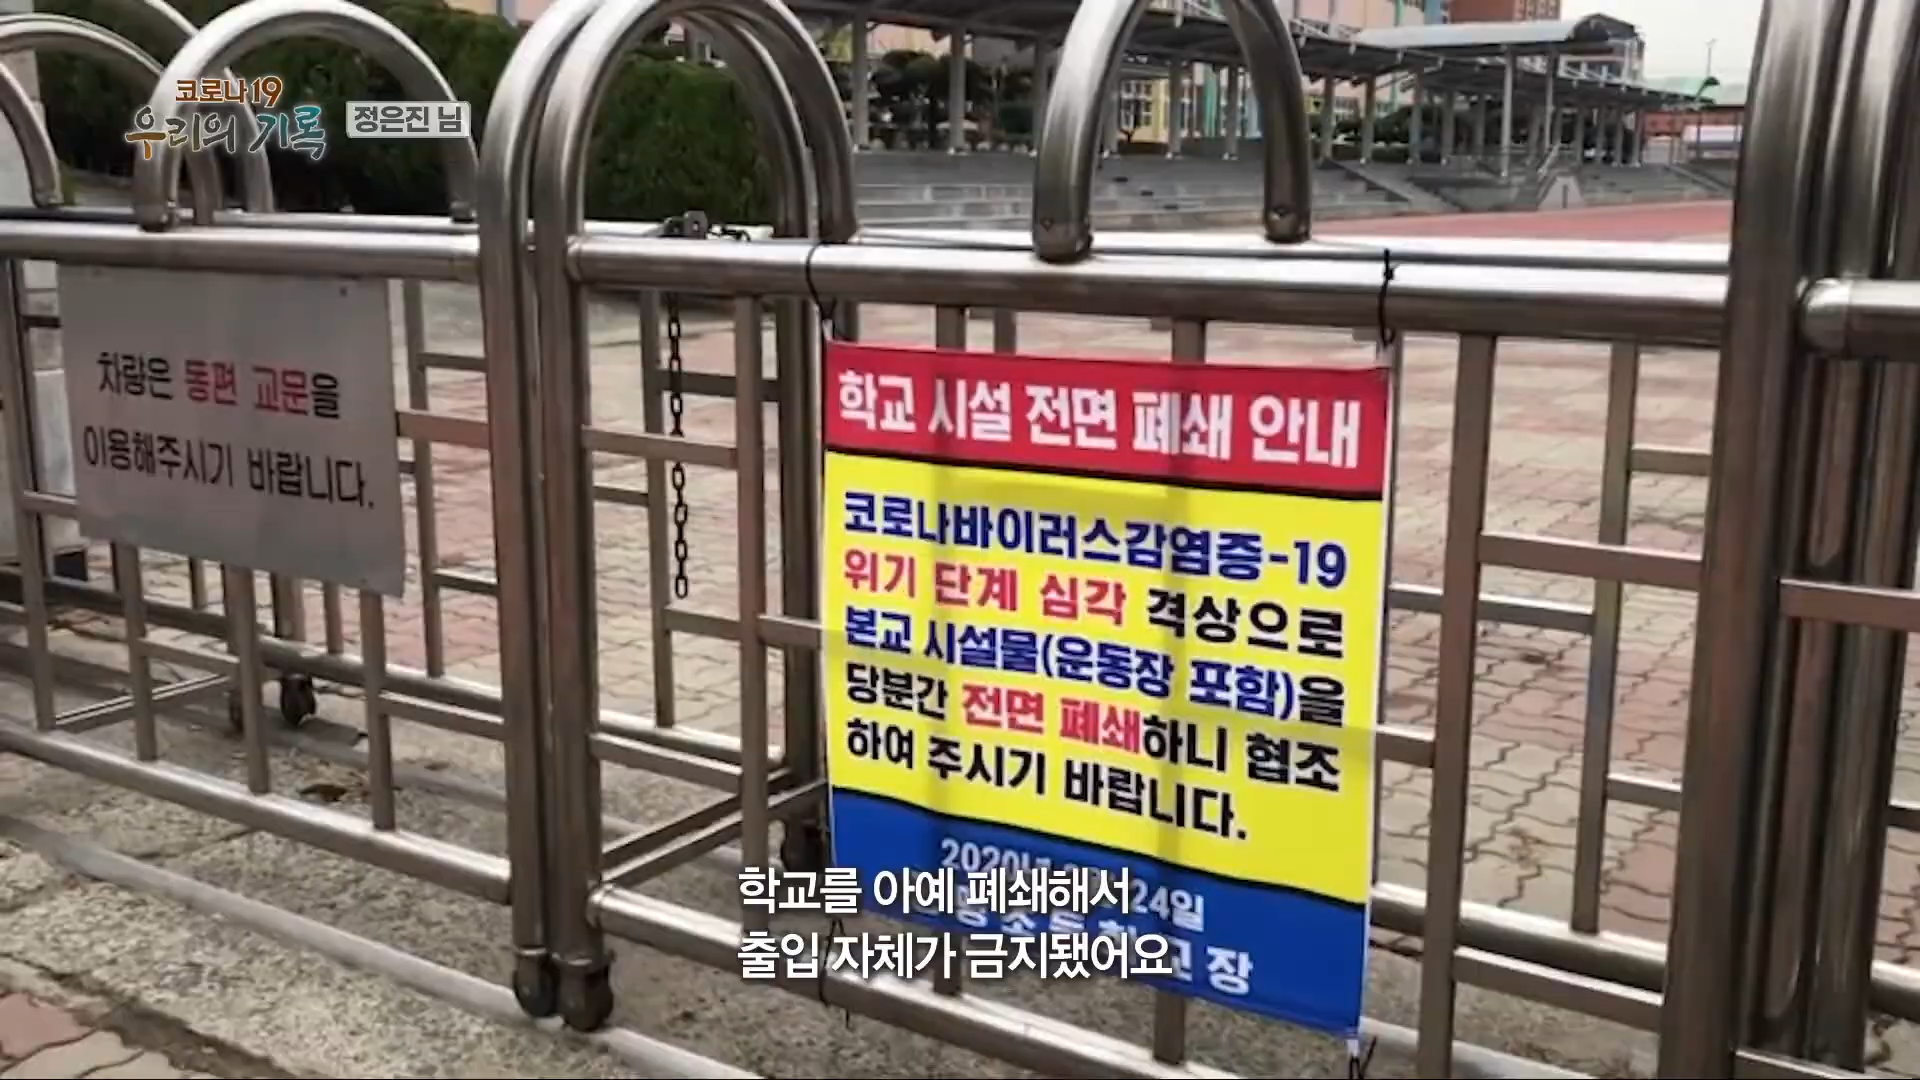 코로나19
우리의 기록
정은진 님
차량은 동편 교문을
이용해주시기 바랍니다.
학교 시설 전면 폐쇄 안내
코로나바이러스감염증-19
위기 단계 심각 격상으로
본교 시설물(운동장 포함)을
당분간 전면 폐쇄하니 협조
하여 주시기 바랍니다.
24일
장
학교를 아예 폐쇄해서
출입 자체가 금지됐어요